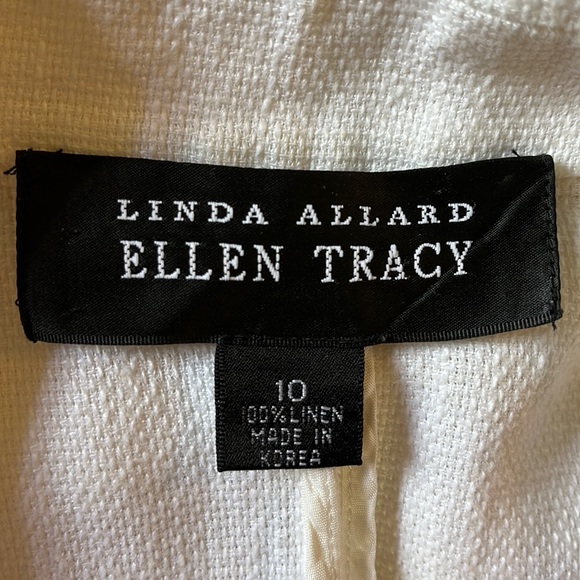 LINDA ALLARD
ELLEN TRACY
10
100% LINEN
MADE IN
KOREA